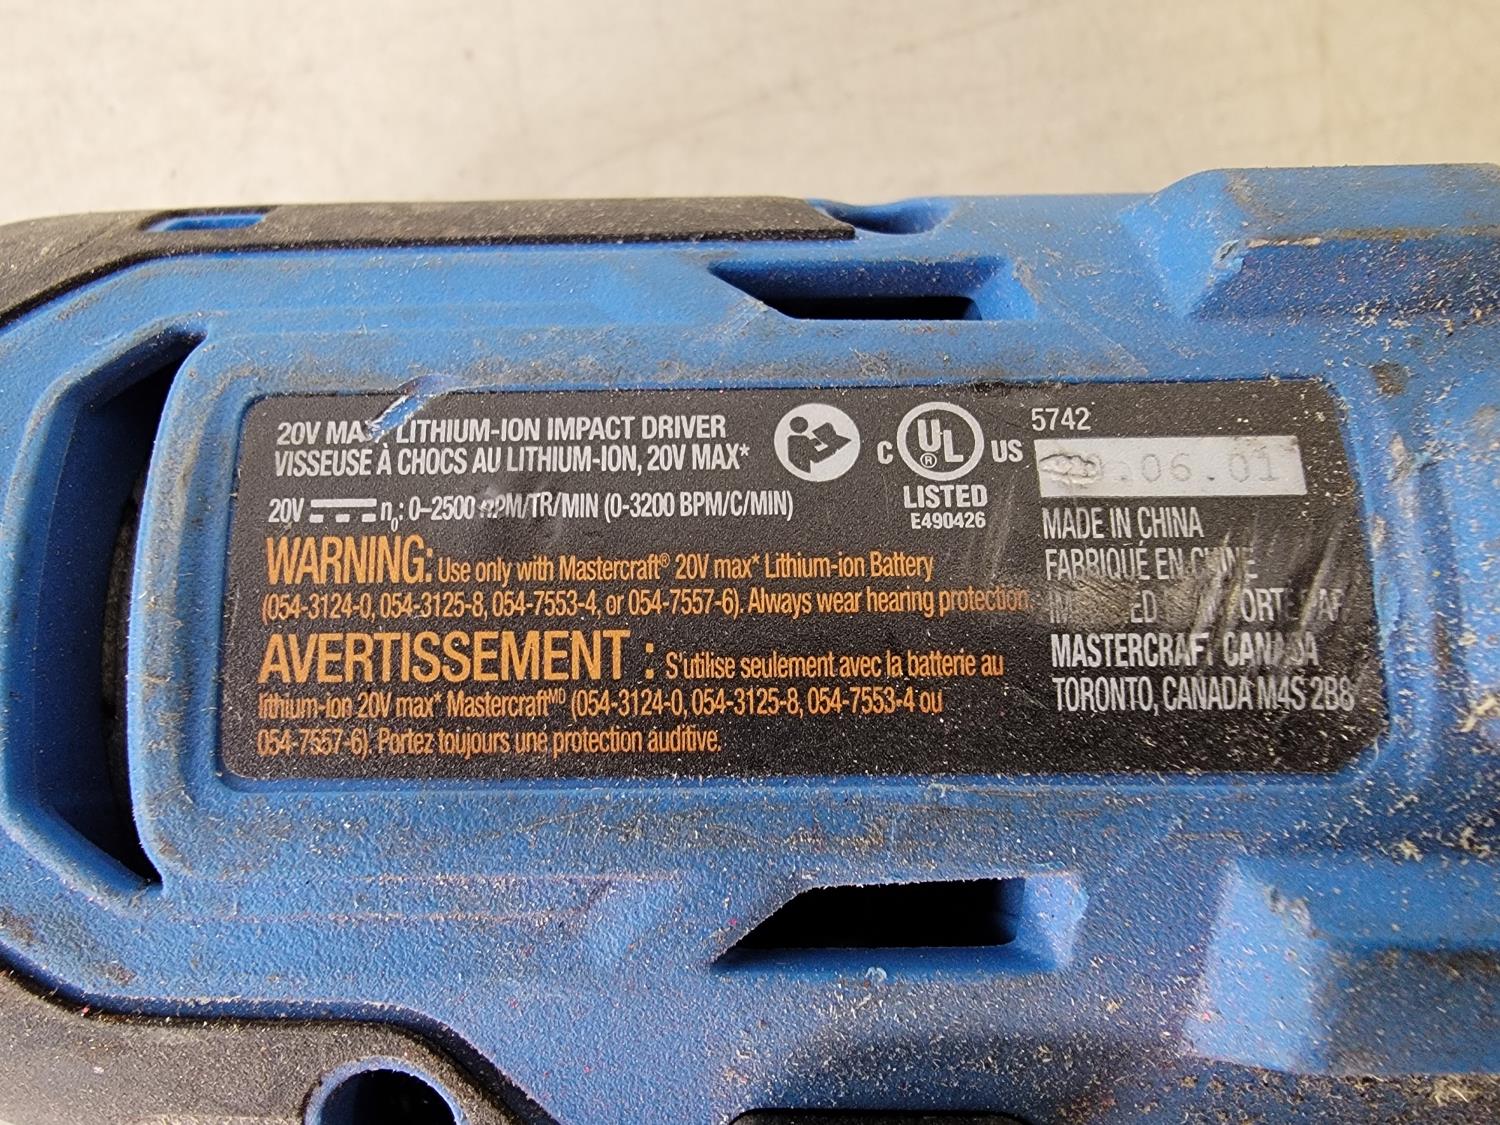 20V MAX* LITHIUM-ION IMPACT DRIVER
VISSEUSE À CHOCS AU LITHIUM-ION, 20V MAX*
20V n₀: 0–2500 RPM/TR/MIN (0-3200 BPM/C/MIN)
WARNING: Use only with Mastercraft® 20V max* Lithium-ion Battery
(054-3124-0, 054-3125-8, 054-7553-4, or 054-7557-6). Always wear hearing protection.
AVERTISSEMENT : S'utilise seulement avec la batterie au
lithium-ion 20V max* Mastercraftᴹᴰ (054-3124-0, 054-3125-8, 054-7553-4 ou
054-7557-6). Portez toujours une protection auditive.
C UL® US
LISTED
E490426
5742
.06.01
MADE IN CHINA
FABRIQUÉ EN CHINE
MASTERCRAFT CANADA
TORONTO, CANADA M4S 2B8